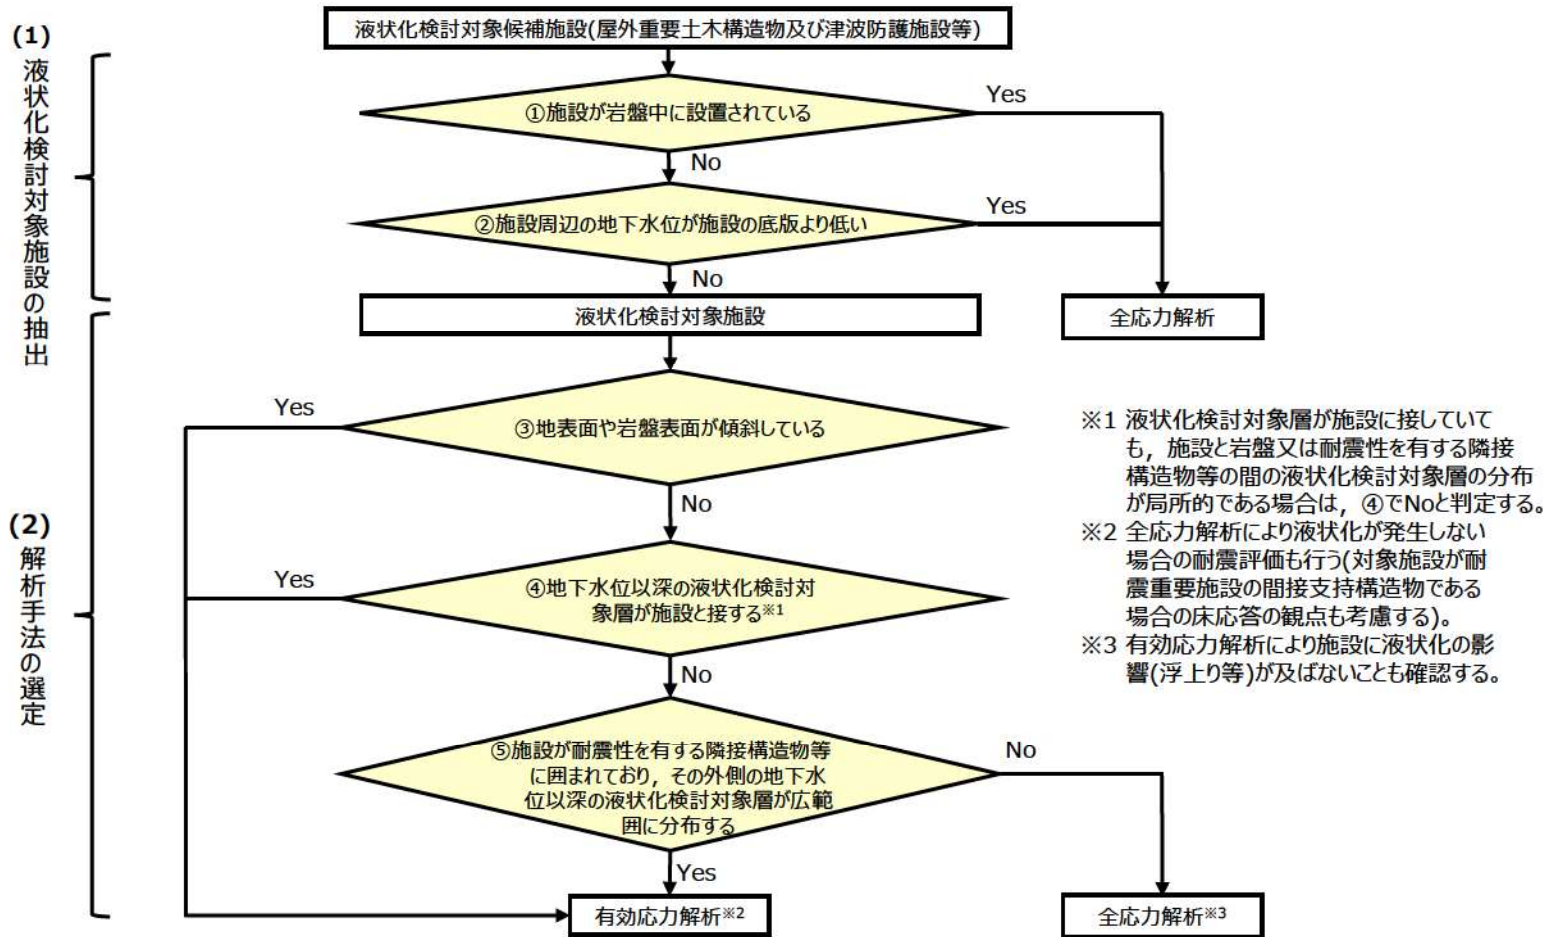 液状化検討対象候補施設(屋外重要土木構造物及び津波防護施設等)
(1)
液状化検討対象施設の抽出
①施設が岩盤中に設置されている
Yes
No
②施設周辺の地下水位が施設の底版より低い
Yes
No
液状化検討対象施設
全応力解析
(2)
解析手法の選定
③地表面や岩盤表面が傾斜している
Yes
No
④地下水位以深の液状化検討対
象層が施設と接する※1
Yes
No
⑤施設が耐震性を有する隣接構造物等
に囲まれており，その外側の地下水
位以深の液状化検討対象層が広範
囲に分布する
No
Yes
有効応力解析※2
全応力解析※3
※1 液状化検討対象層が施設に接していて
も，施設と岩盤又は耐震性を有する隣接
構造物等の間の液状化検討対象層の分布
が局所的である場合は，④でNoと判定する。
※2 全応力解析により液状化が発生しない
場合の耐震評価も行う(対象施設が耐
震重要施設の間接支持構造物である
場合の床応答の観点も考慮する)。
※3 有効応力解析により施設に液状化の影
響(浮上り等)が及ばないことも確認する。